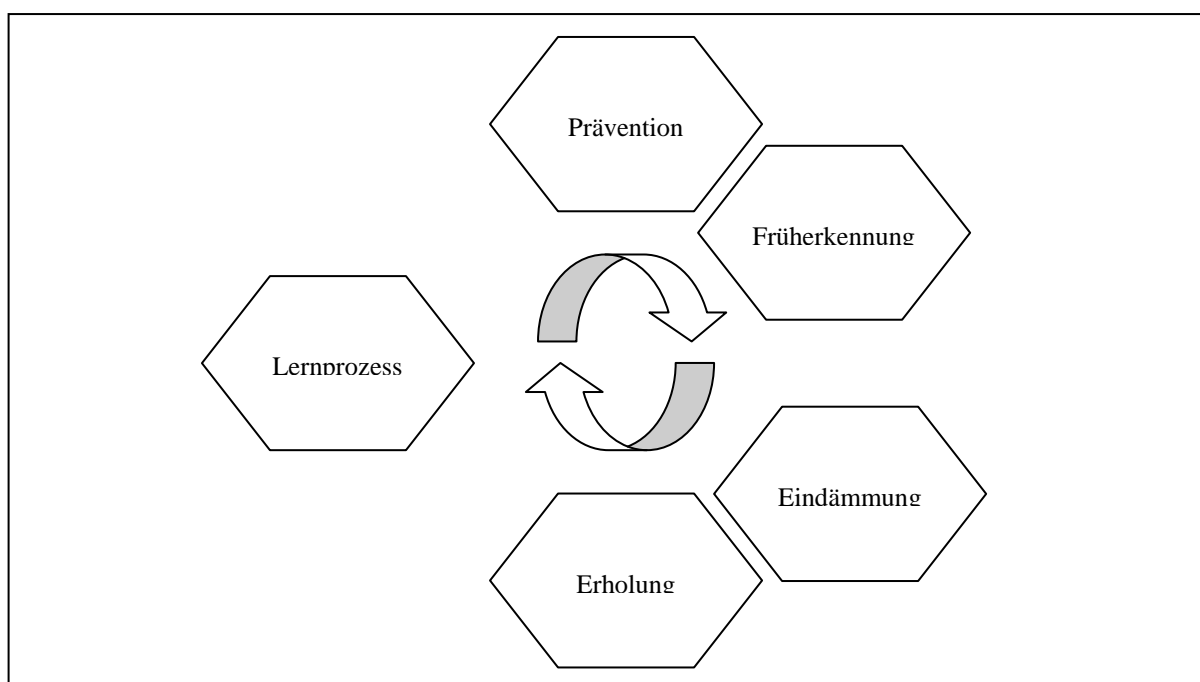 Prävention
Früherkennung
Lernprozess
Eindämmung
Erholung